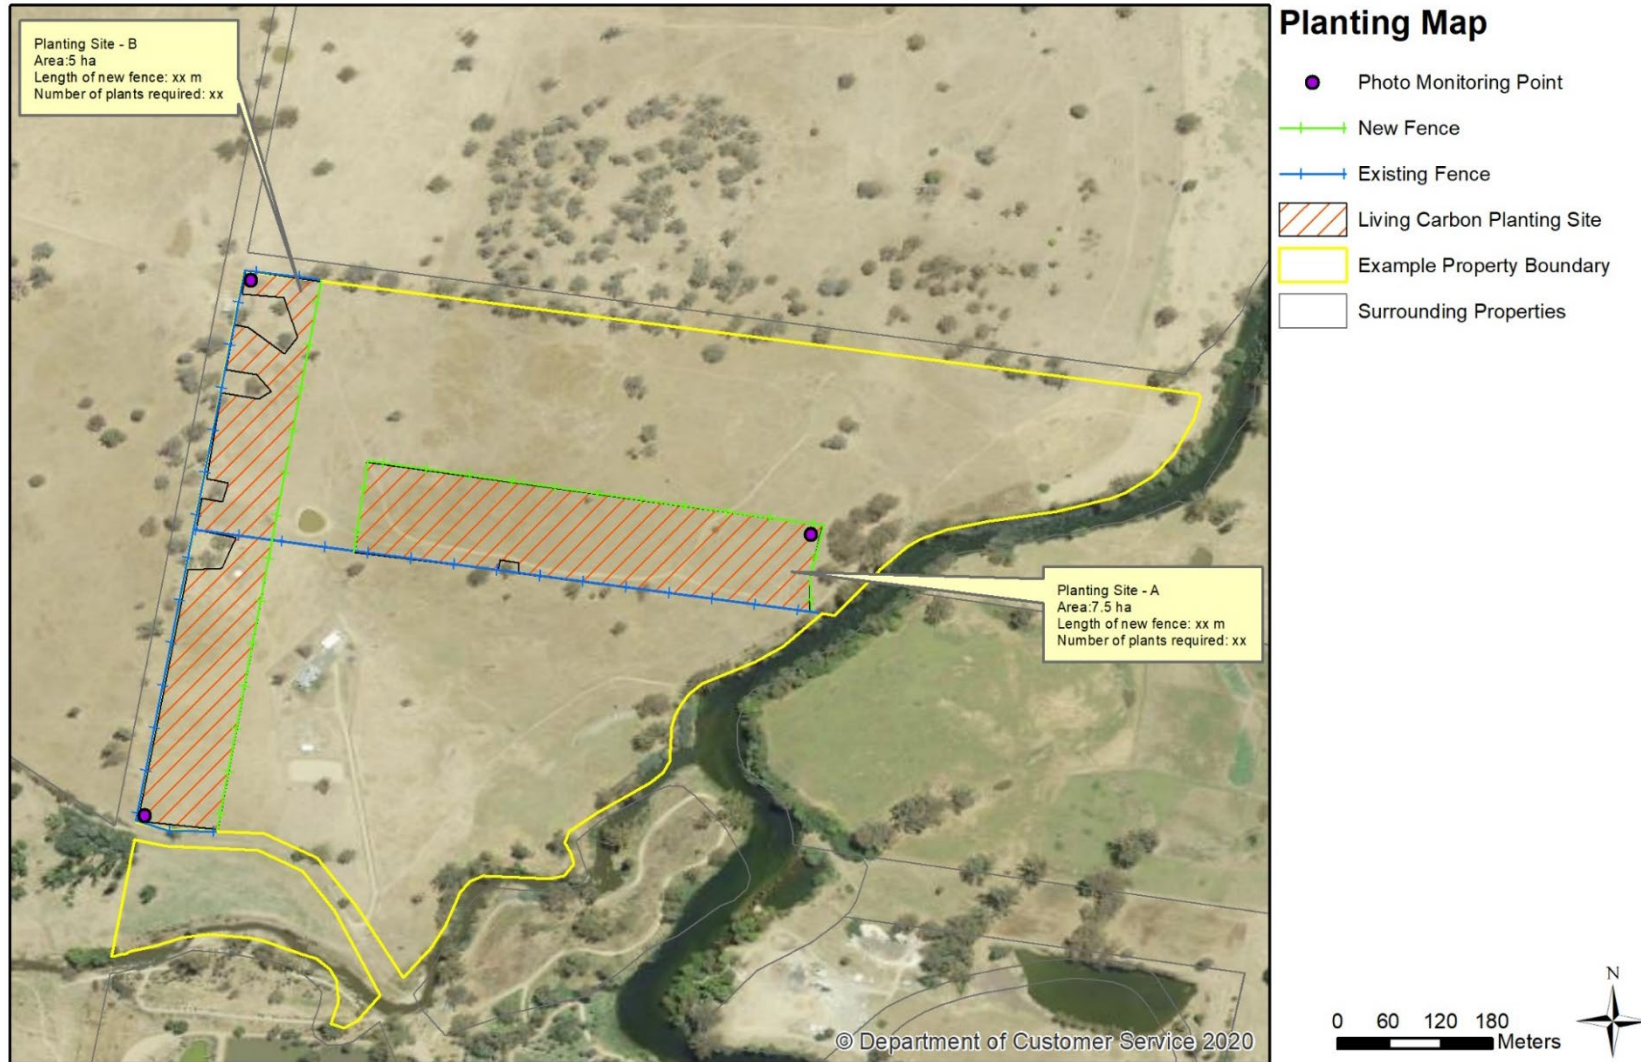 Planting Map
Planting Site - B
Area:5 ha
Length of new fence: xx m
Number of plants required: xx
Photo Monitoring Point
New Fence
Existing Fence
Living Carbon Planting Site
Example Property Boundary
Surrounding Properties
Planting Site - A
Area:7.5 ha
Length of new fence: xx m
Number of plants required: xx
N
0 60 120 180
Meters
© Department of Customer Service 2020